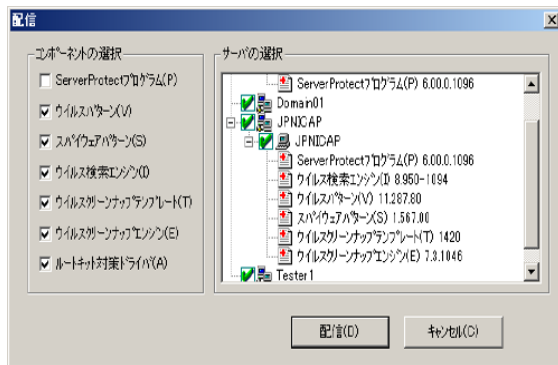 配信
コンポーネントの選択
ServerProtectプログラム(P)
ウイルスパターン(V)
スパイウェアパターン(S)
ウイルス検索エンジン(I)
ウイルスクリーンナップテンプレート(T)
ウイルスクリーンナップエンジン(E)
ルートキット対策ドライバ(A)
サーバの選択
ServerProtectプログラム(P) 6.00.0.1096
Domain01
JPNICAP
JPNICAP
ServerProtectプログラム(P) 6.00.0.1096
ウイルス検索エンジン(I) 8.950-1094
ウイルスパターン(V) 11.287.80
スパイウェアパターン(S) 1.567.00
ウイルスクリーンナップテンプレート(T) 1420
ウイルスクリーンナップエンジン(E) 7.3.1046
Tester1
配信(D)
キャンセル(C)